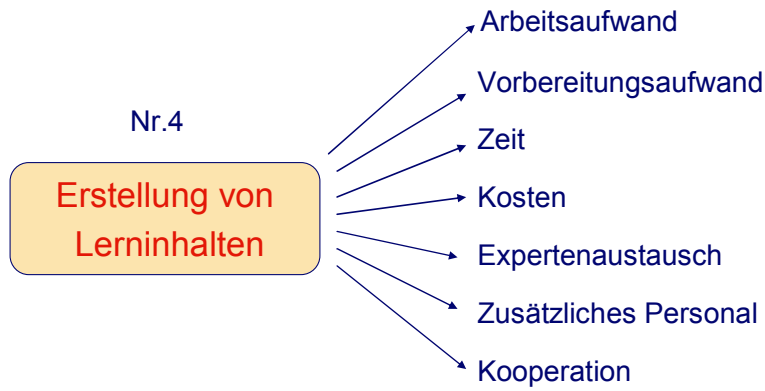 Nr.4
Erstellung von
Lerninhalten
Arbeitsaufwand
Vorbereitungsaufwand
Zeit
Kosten
Expertenaustausch
Zusätzliches Personal
Kooperation